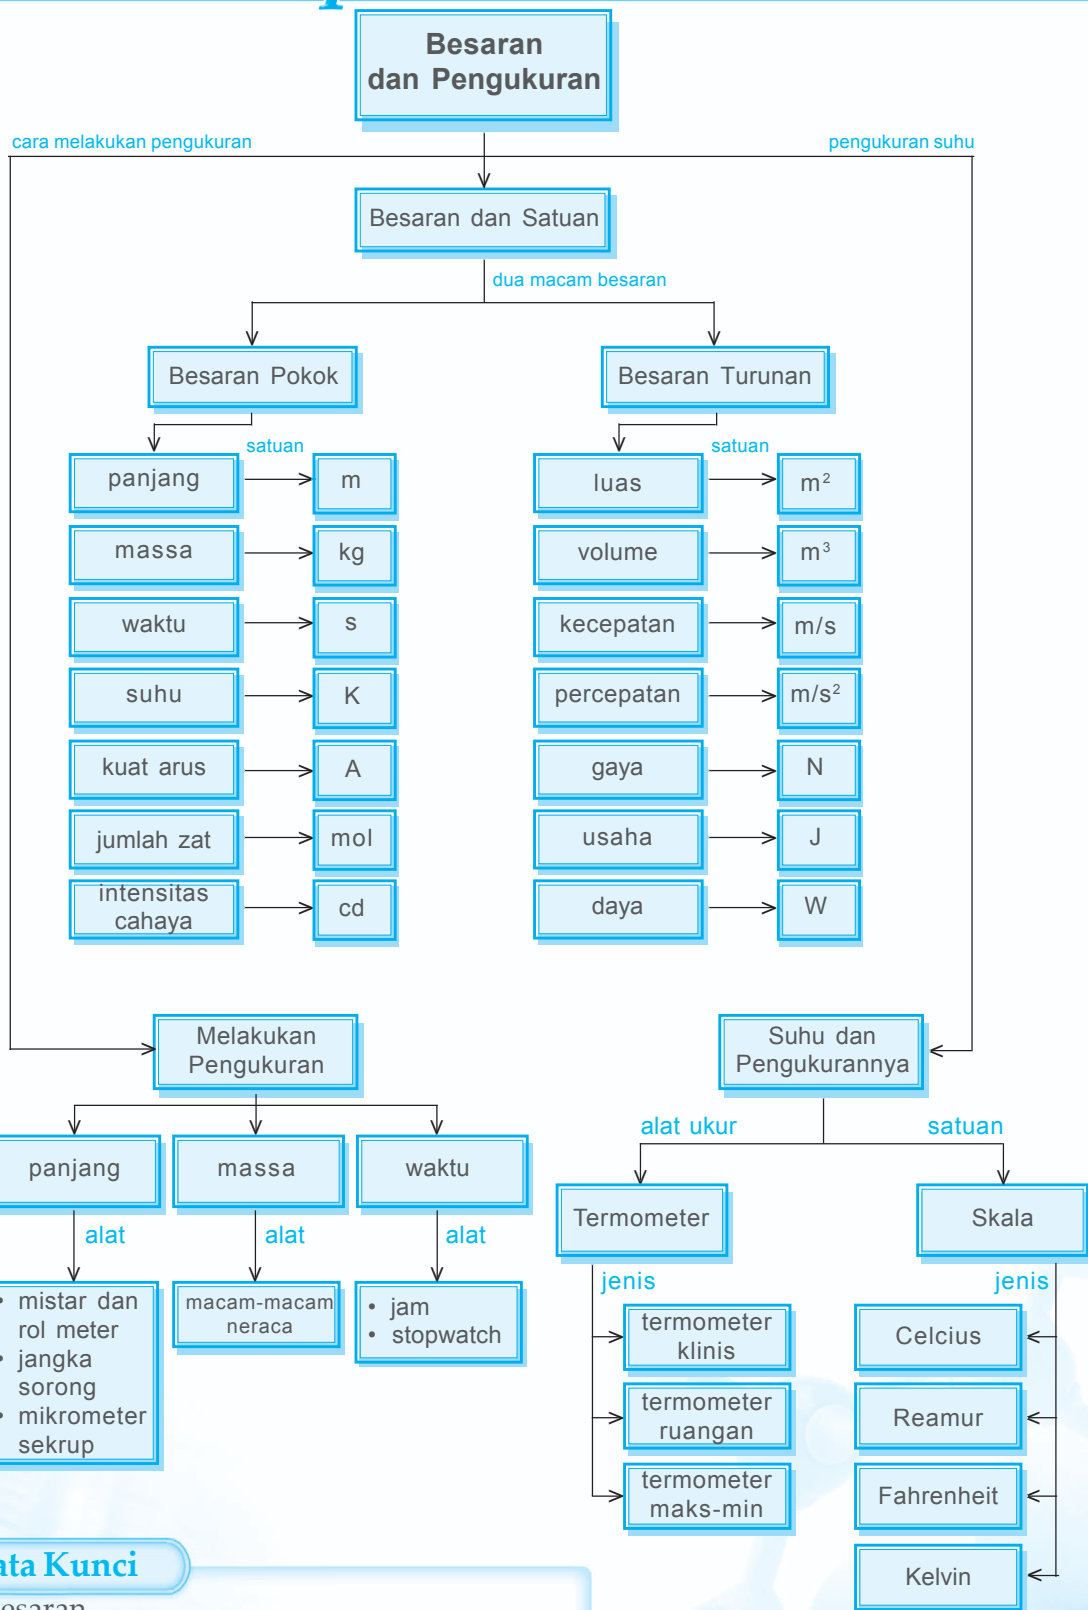 Besaran
dan Pengukuran
cara melakukan pengukuran
pengukuran suhu
Besaran dan Satuan
dua macam besaran
Besaran Pokok
Besaran Turunan
satuan
satuan
panjang
m
luas
m²
massa
kg
volume
m³
waktu
s
kecepatan
m/s
suhu
K
percepatan
m/s²
kuat arus
A
gaya
N
jumlah zat
mol
usaha
J
intensitas
cahaya
cd
daya
W
Melakukan
Pengukuran
Suhu dan
Pengukurannya
alat ukur
satuan
panjang
massa
waktu
Termometer
Skala
alat
alat
alat
jenis
jenis
• mistar dan
rol meter
• jangka
sorong
• mikrometer
sekrup
macam-macam
neraca
• jam
• stopwatch
termometer
klinis
termometer
ruangan
termometer
maks-min
Celcius
Reamur
Fahrenheit
Kelvin
ata Kunci
esaran